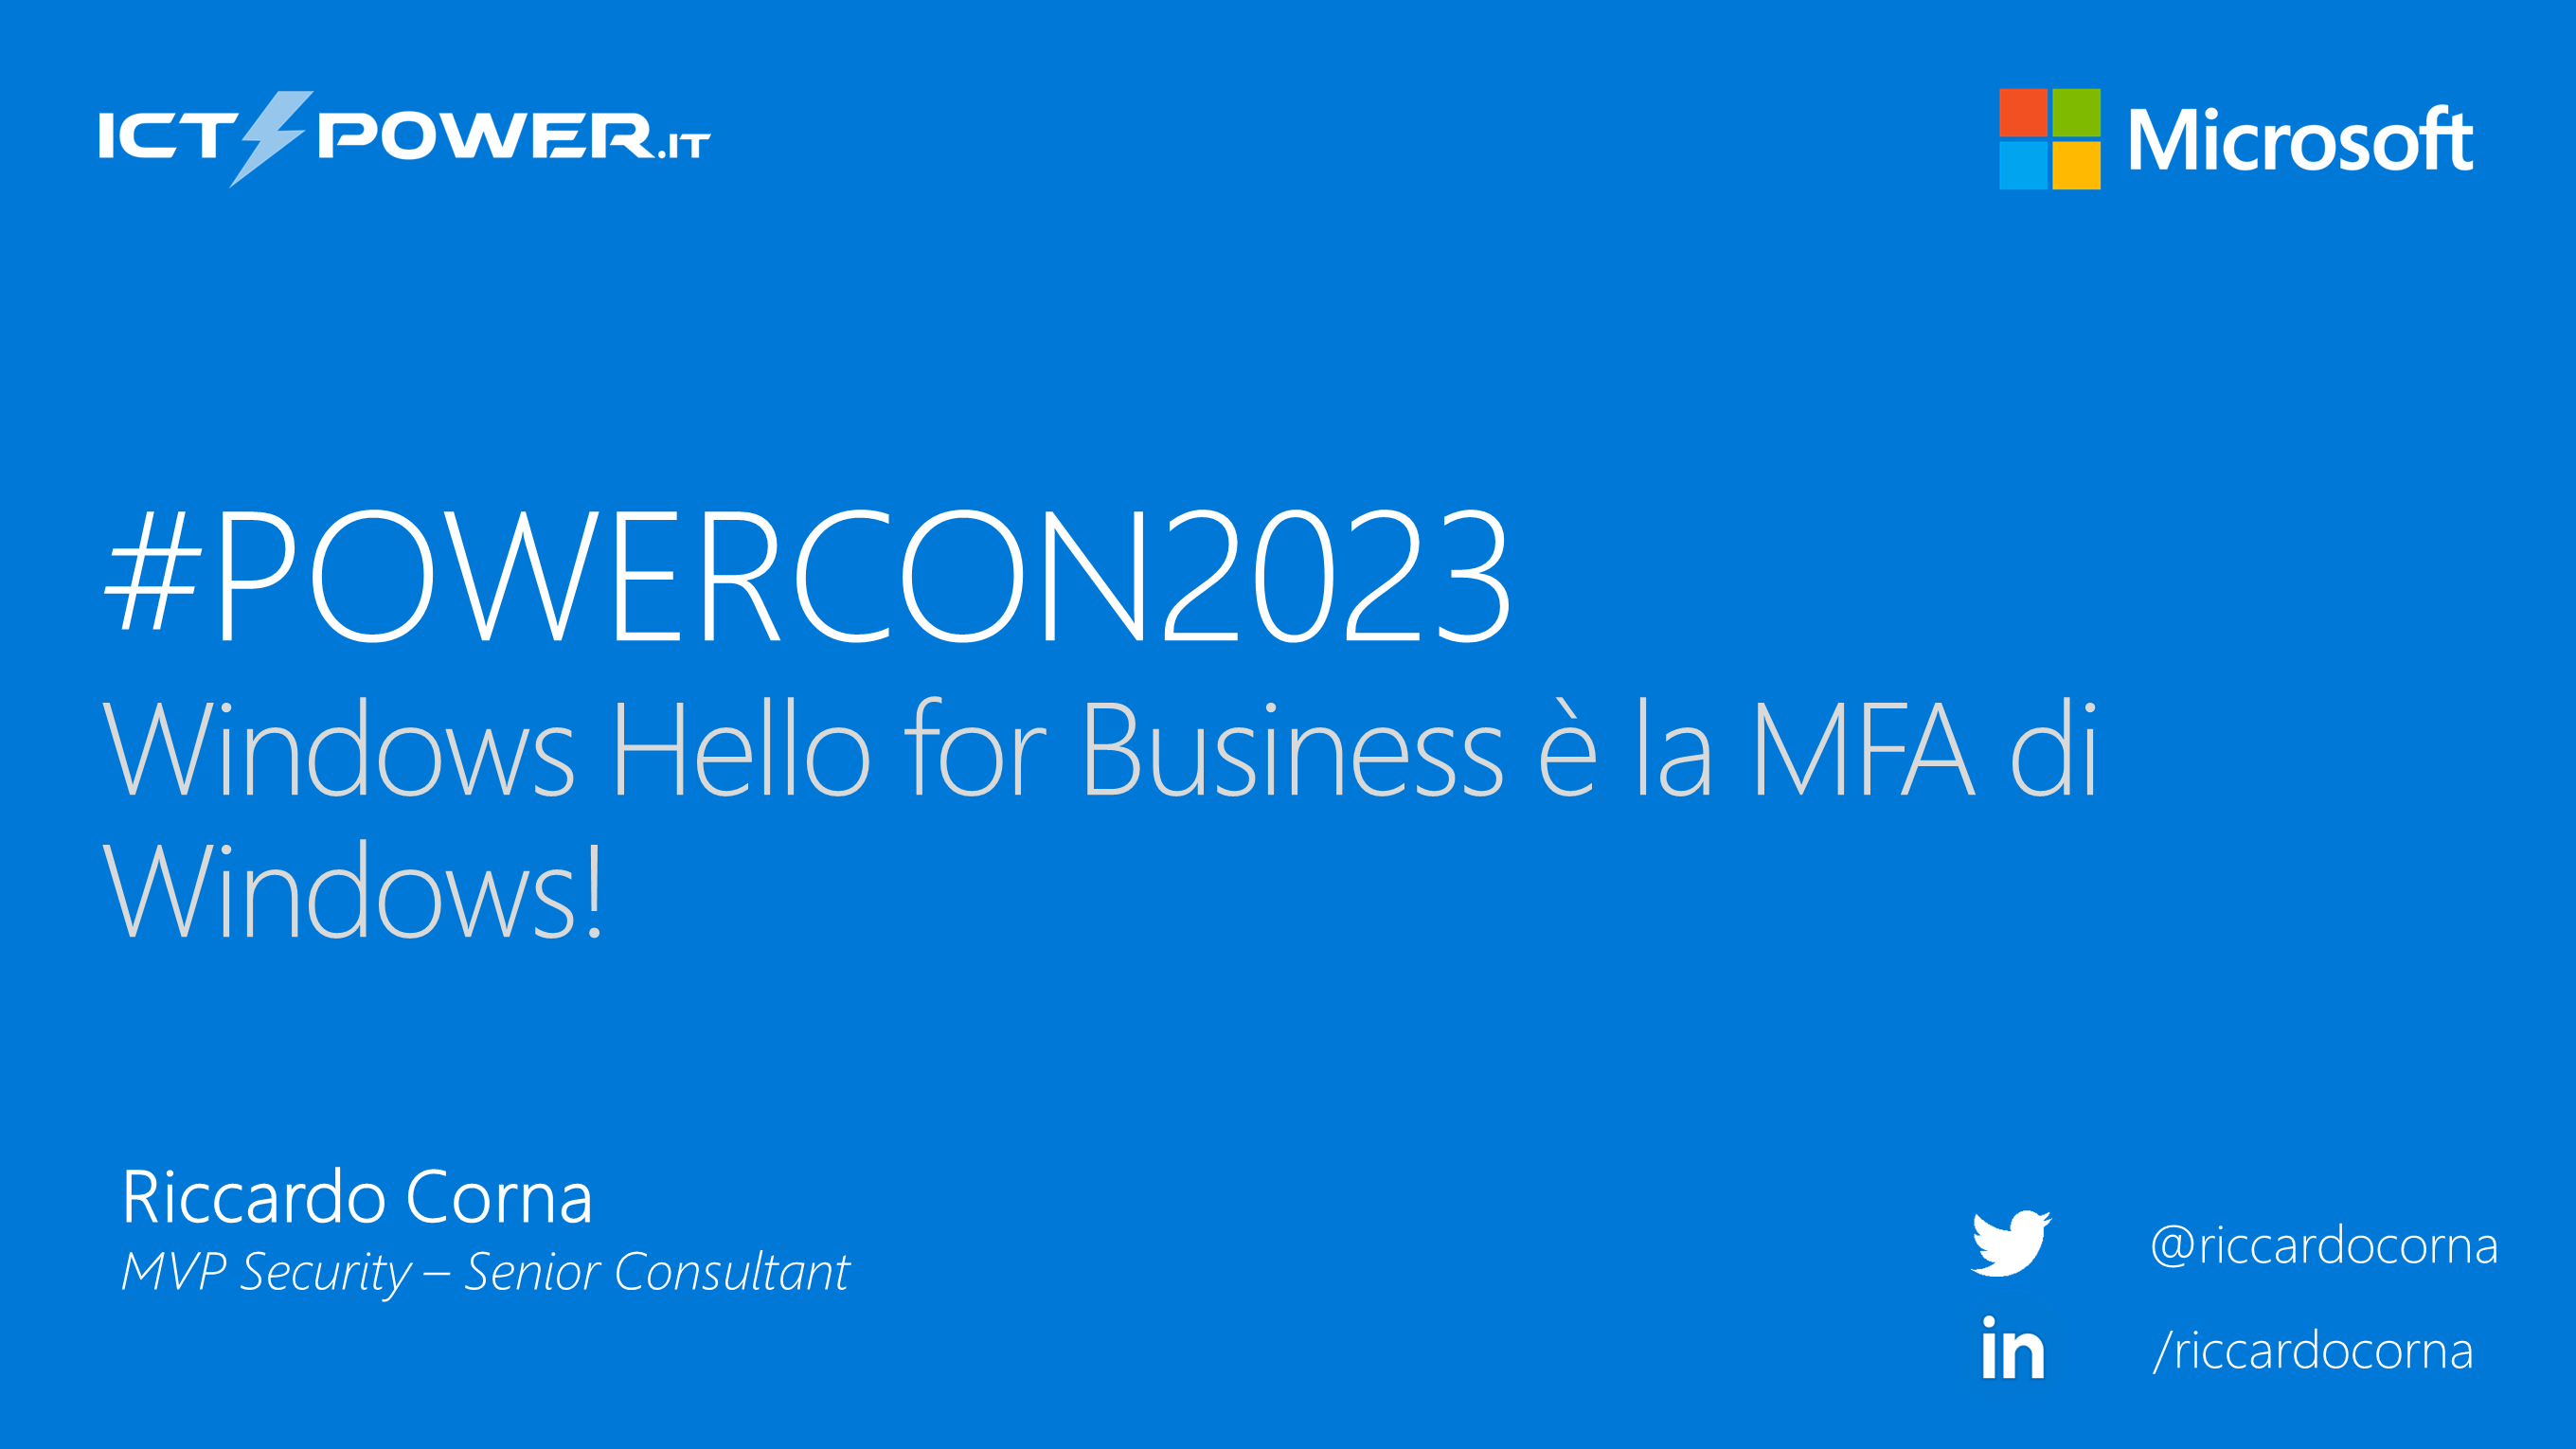 ICT POWER.IT
Microsoft
#POWERCON2023
Windows Hello for Business è la MFA di
Windows!
Riccardo Corna
MVP Security – Senior Consultant
@riccardocorna
in
/riccardocorna